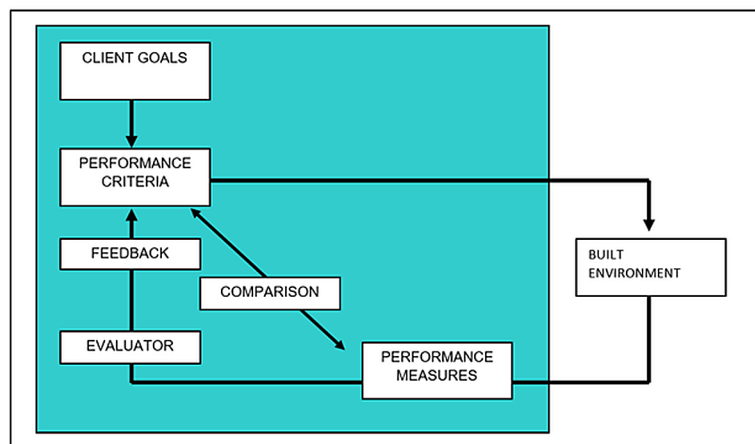 CLIENT GOALS
PERFORMANCE
CRITERIA
FEEDBACK
BUILT
ENVIRONMENT
COMPARISON
EVALUATOR
PERFORMANCE
MEASURES